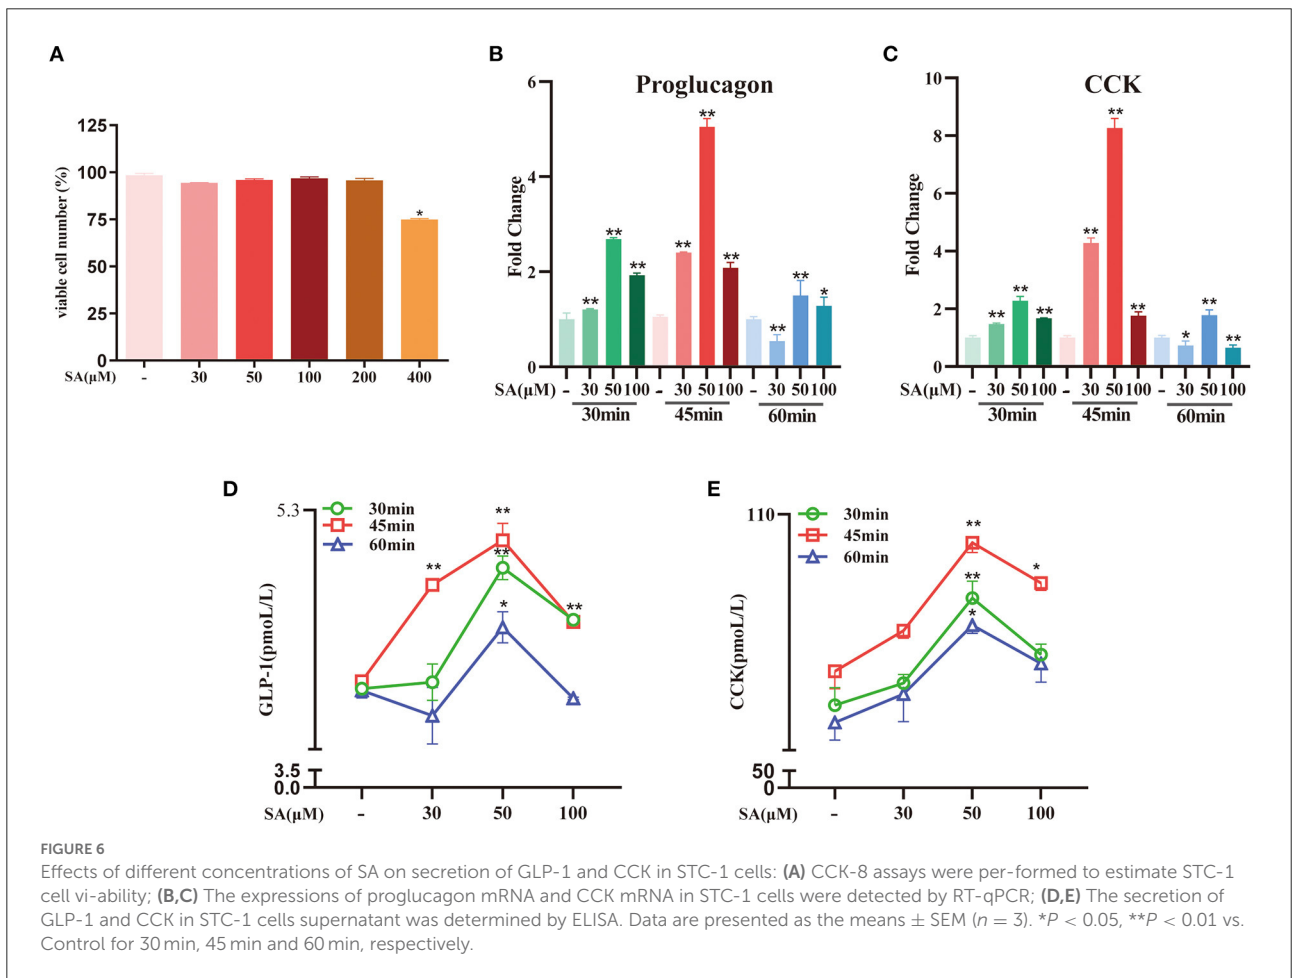 A
125
100
75
50
25
0
viable cell number (%)
*
SA(μM) - 30 50 100 200 400
B
Proglucagon
6
4
2
0
Fold Change
** ** ** ** ** ** ** ** *
SA(μM) - 30 50 100 - 30 50 100 - 30 50 100
30min 45min 60min
C
CCK
10
8
6
4
2
0
Fold Change
** ** ** ** ** ** * ** **
SA(μM) - 30 50 100 - 30 50 100 - 30 50 100
30min 45min 60min
D
5.3
3.5
0.0
GLP-1(pmoL/L)
30min
45min
60min
**
**
**
*
**
SA(μM) - 30 50 100
E
110
50
0
CCK(pmoL/L)
30min
45min
60min
**
**
*
*
SA(μM) - 30 50 100
FIGURE 6
Effects of different concentrations of SA on secretion of GLP-1 and CCK in STC-1 cells: (A) CCK-8 assays were per-formed to estimate STC-1
cell vi-ability; (B,C) The expressions of proglucagon mRNA and CCK mRNA in STC-1 cells were detected by RT-qPCR; (D,E) The secretion of
GLP-1 and CCK in STC-1 cells supernatant was determined by ELISA. Data are presented as the means ± SEM (n = 3). *P < 0.05, **P < 0.01 vs.
Control for 30 min, 45 min and 60 min, respectively.